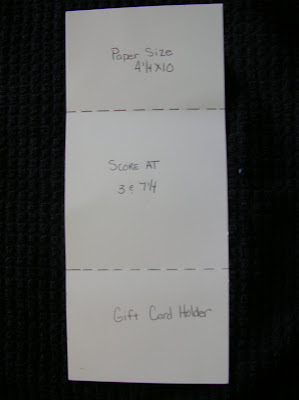 Paper Size
4 1/4 X 10
SCORE AT
3 & 7 1/4
Gift Card Holder